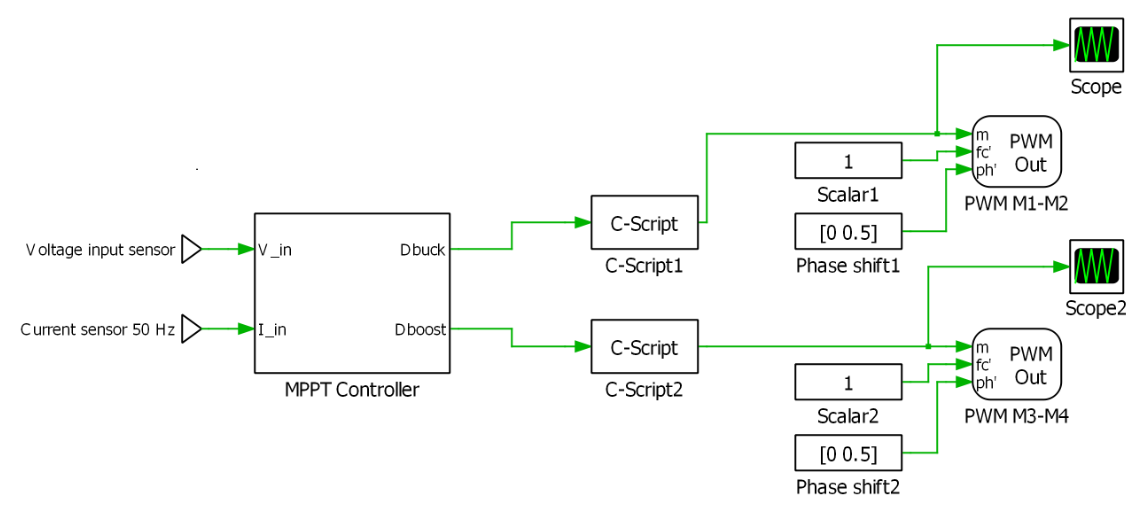 Scope
m
fc'
ph'
PWM
Out
1
Scalar1
PWM M1-M2
[0 0.5]
Phase shift1
C-Script
C-Script1
Voltage input sensor
V_in
Dbuck
Current sensor 50 Hz
I_in
Dboost
MPPT Controller
C-Script
C-Script2
Scope2
m
fc'
ph'
PWM
Out
1
Scalar2
PWM M3-M4
[0 0.5]
Phase shift2